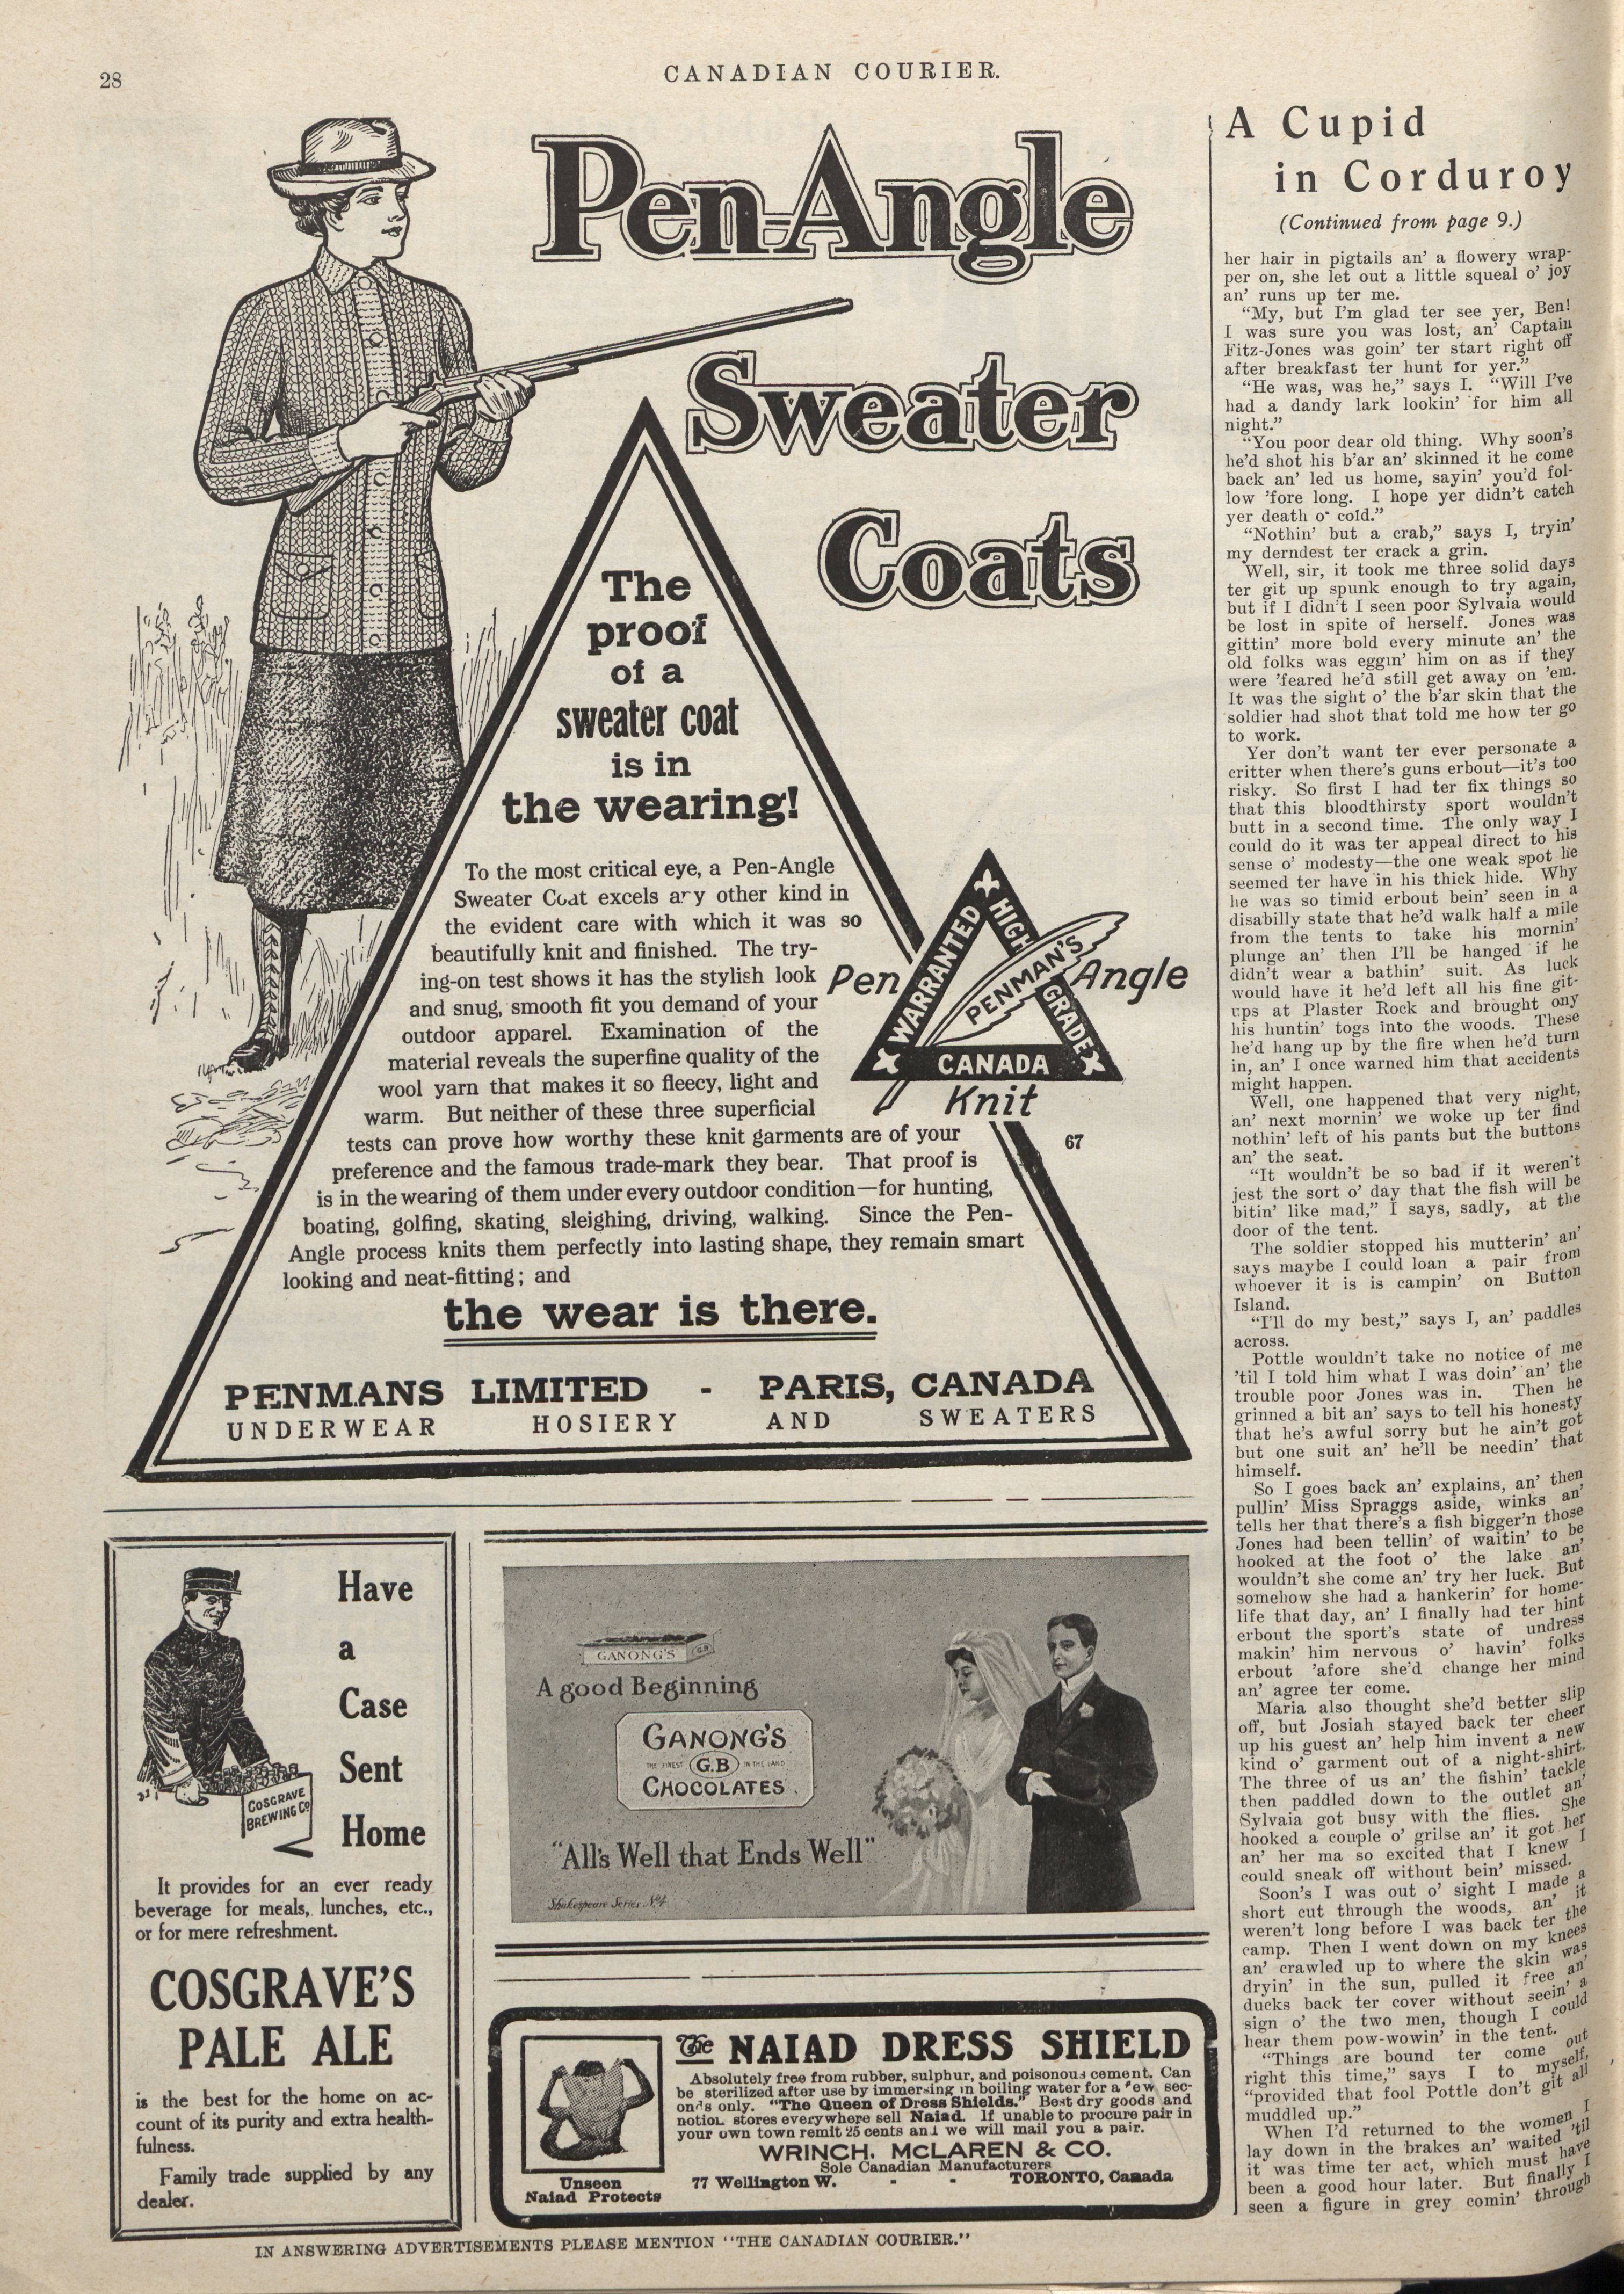 28
CANADIAN COURIER.
Pen-Angle
Sweater
Coats
The
proof
of a
sweater coat
is in
the wearing!
To the most critical eye, a Pen-Angle
Sweater Coat excels any other kind in
the evident care with which it was so
beautifully knit and finished. The try-
ing-on test shows it has the stylish look
and snug, smooth fit you demand of your
outdoor apparel. Examination of the
material reveals the superfine quality of the
wool yarn that makes it so fleecy, light and
warm. But neither of these three superficial
tests can prove how worthy these knit garments are of your
preference and the famous trade-mark they bear. That proof is
is in the wearing of them under every outdoor condition—for hunting,
boating, golfing, skating, sleighing, driving, walking. Since the Pen-
Angle process knits them perfectly into lasting shape, they remain smart
looking and neat-fitting; and
the wear is there.
PENMANS LIMITED - PARIS, CANADA
UNDERWEAR HOSIERY AND SWEATERS
Pen Angle
WARRANTED
HIGH GRADE
PENMAN'S
CANADA
Knit
67
Have
a
Case
Sent
Home
COSGRAVE
BREWING Co
It provides for an ever ready
beverage for meals, lunches, etc.,
or for mere refreshment.
COSGRAVE'S
PALE ALE
is the best for the home on ac-
count of its purity and extra health-
fulness.
Family trade supplied by any
dealer.
GANONG'S
G.B
A good Beginning
GANONG'S
THE FINEST G.B IN THE LAND
CHOCOLATES.
"All's Well that Ends Well"
Shakespeare Series No 4
The NAIAD DRESS SHIELD
Absolutely free from rubber, sulphur, and poisonous cement. Can
be sterilized after use by immersing in boiling water for a few sec-
onds only. "The Queen of Dress Shields." Best dry goods and
notion stores everywhere sell Naiad. If unable to procure pair in
your own town remit 25 cents and we will mail you a pair.
WRINCH, McLAREN & CO.
Sole Canadian Manufacturers
77 Wellington W. - - TORONTO, Canada
Unseen
Naiad Protects
A Cupid
in Corduroy
(Continued from page 9.)
her hair in pigtails an' a flowery wrap-
per on, she let out a little squeal o' joy
an' runs up ter me.
"My, but I'm glad ter see yer, Ben!
I was sure you was lost, an' Captain
Fitz-Jones was goin' ter start right off
after breakfast ter hunt for yer."
"He was, was he," says I. "Will I've
had a dandy lark lookin' for him all
night."
"You poor dear old thing. Why soon's
he'd shot his b'ar an' skinned it he come
back an' led us home, sayin' you'd fol-
low 'fore long. I hope yer didn't catch
yer death o' cold."
"Nothin' but a crab," says I, tryin'
my derndest ter crack a grin.
Well, sir, it took me three solid days
ter git up spunk enough to try again,
but if I didn't I seen poor Sylvaia would
be lost in spite of herself. Jones was
gittin' more bold every minute an' the
old folks was eggin' him on as if they
were 'feared he'd still get away on 'em.
It was the sight o' the b'ar skin that the
soldier had shot that told me how ter go
to work.
Yer don't want ter ever personate a
critter when there's guns erbout—it's too
risky. So first I had ter fix things so
that this bloodthirsty sport wouldn't
butt in a second time. The only way I
could do it was ter appeal direct to his
sense o' modesty—the one weak spot he
seemed ter have in his thick hide. Why
he was so timid erbout bein' seen in a
disabilly state that he'd walk half a mile
from the tents to take his mornin'
plunge an' then I'll be hanged if he
didn't wear a bathin' suit. As luck
would have it he'd left all his fine git-
ups at Plaster Rock and brought ony
his huntin' togs into the woods. These
he'd hang up by the fire when he'd turn
in, an' I once warned him that accidents
might happen.
Well, one happened that very night,
an' next mornin' we woke up ter find
nothin' left of his pants but the buttons
an' the seat.
"It wouldn't be so bad if it weren't
jest the sort o' day that the fish will be
bitin' like mad," I says, sadly, at the
door of the tent.
The soldier stopped his mutterin' an'
says maybe I could loan a pair from
whoever it is is campin' on Button
Island.
"I'll do my best," says I, an' paddles
across.
Pottle wouldn't take no notice of me
'til I told him what I was doin' an' the
trouble poor Jones was in. Then he
grinned a bit an' says to tell his honesty
that he's awful sorry but he ain't got
but one suit an' he'll be needin' that
himself.
So I goes back an' explains, an' then
pullin' Miss Spraggs aside, winks an'
tells her that there's a fish bigger'n those
Jones had been tellin' of waitin' to be
hooked at the foot o' the lake an'
wouldn't she come an' try her luck. But
somehow she had a hankerin' for home-
life that day, an' I finally had ter hint
erbout the sport's state of undress
makin' him nervous o' havin' folks
erbout 'afore she'd change her mind
an' agree ter come.
Maria also thought she'd better slip
off, but Josiah stayed back ter cheer
up his guest an' help him invent a new
kind o' garment out of a night-shirt.
The three of us an' the fishin' tackle
then paddled down to the outlet an'
Sylvaia got busy with the flies. She
hooked a couple o' grilse an' it got her
an' her ma so excited that I knew I
could sneak off without bein' missed.
Soon's I was out o' sight I made a
short cut through the woods, an' it
weren't long before I was back ter the
camp. Then I went down on my knees
an' crawled up to where the skin was
dryin' in the sun, pulled it free an'
ducks back ter cover without seein' a
sign o' the two men, though I could
hear them pow-wowin' in the tent.
"Things are bound ter come out
right this time," says I to myself,
"provided that fool Pottle don't git all
muddled up."
When I'd returned to the women I
lay down in the brakes an' waited 'til
it was time ter act, which must have
been a good hour later. But finally I
seen a figure in grey comin' through
IN ANSWERING ADVERTISEMENTS PLEASE MENTION "THE CANADIAN COURIER."